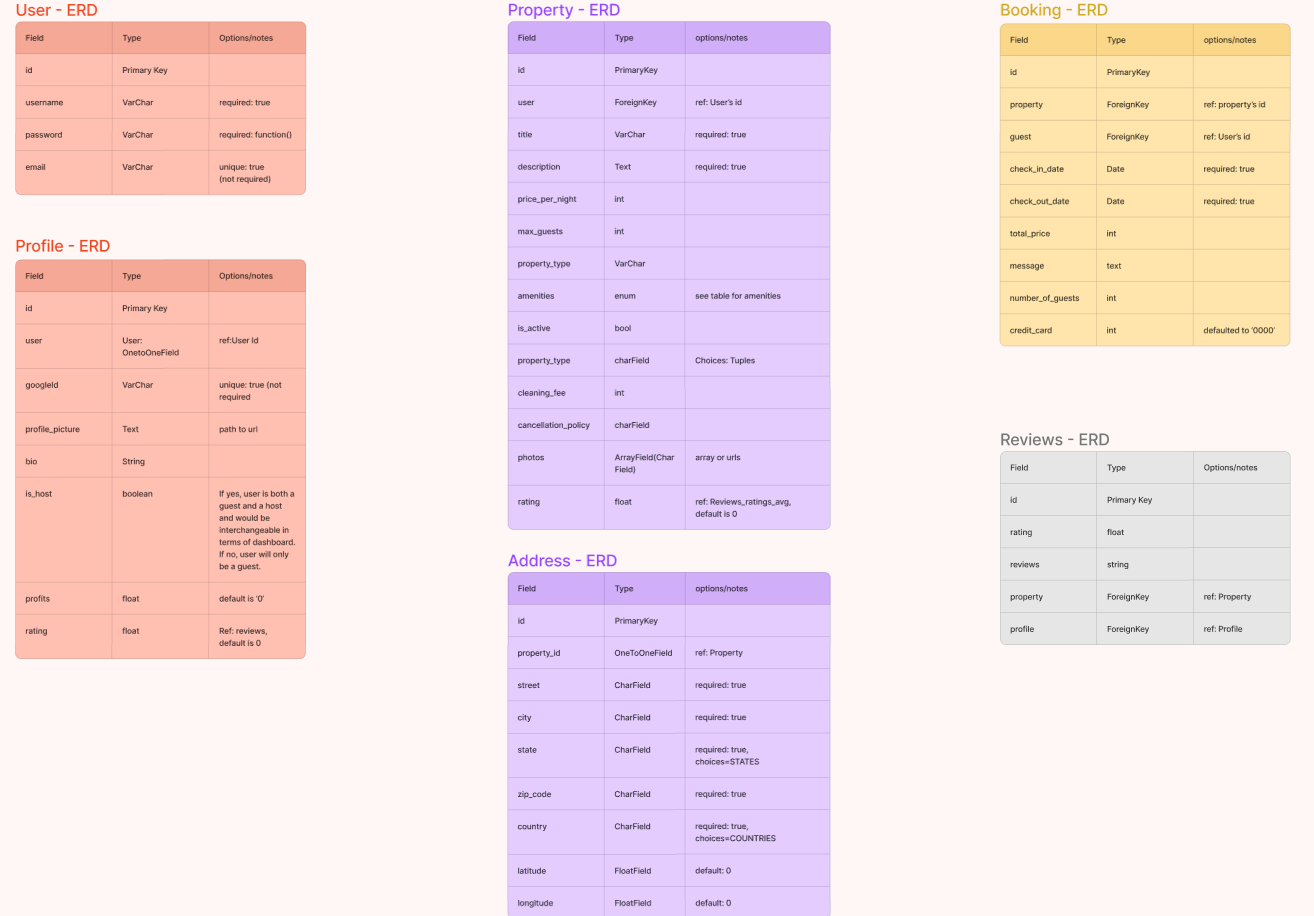 User - ERD
Field Type Options/notes
id Primary Key
username VarChar required: true
password VarChar required: function()
email VarChar unique: true
(not required)
Profile - ERD
Field Type Options/notes
id Primary Key
user User: ref:User Id
OnetoOneField
googleId VarChar unique: true (not
required
profile_picture Text path to url
bio String
is_host boolean If yes, user is both a
guest and a host
and would be
interchangeable in
terms of dashboard.
If no, user will only
be a guest.
profits float default is '0'
rating float Ref: reviews,
default is 0
Property - ERD
Field Type options/notes
id PrimaryKey
user ForeignKey ref: User's id
title VarChar required: true
description Text required: true
price_per_night int
max_guests int
property_type VarChar
amenities enum see table for amenities
is_active bool
property_type charField Choices: Tuples
cleaning_fee int
cancellation_policy charField
photos ArrayField(Char array or urls
Field)
rating float ref: Reviews_ratings_avg,
default is 0
Address - ERD
Field Type options/notes
id PrimaryKey
property_id OneToOneField ref: Property
street CharField required: true
city CharField required: true
state CharField required: true,
choices=STATES
zip_code CharField required: true
country CharField required: true,
choices=COUNTRIES
latitude FloatField default: 0
longitude FloatField default: 0
Booking - ERD
Field Type options/notes
id PrimaryKey
property ForeignKey ref: property's id
guest ForeignKey ref: User's id
check_in_date Date required: true
check_out_date Date required: true
total_price int
message text
number_of_guests int
credit_card int defaulted to '0000'
Reviews - ERD
Field Type Options/notes
id Primary Key
rating float
reviews string
property ForeignKey ref: Property
profile ForeignKey ref: Profile